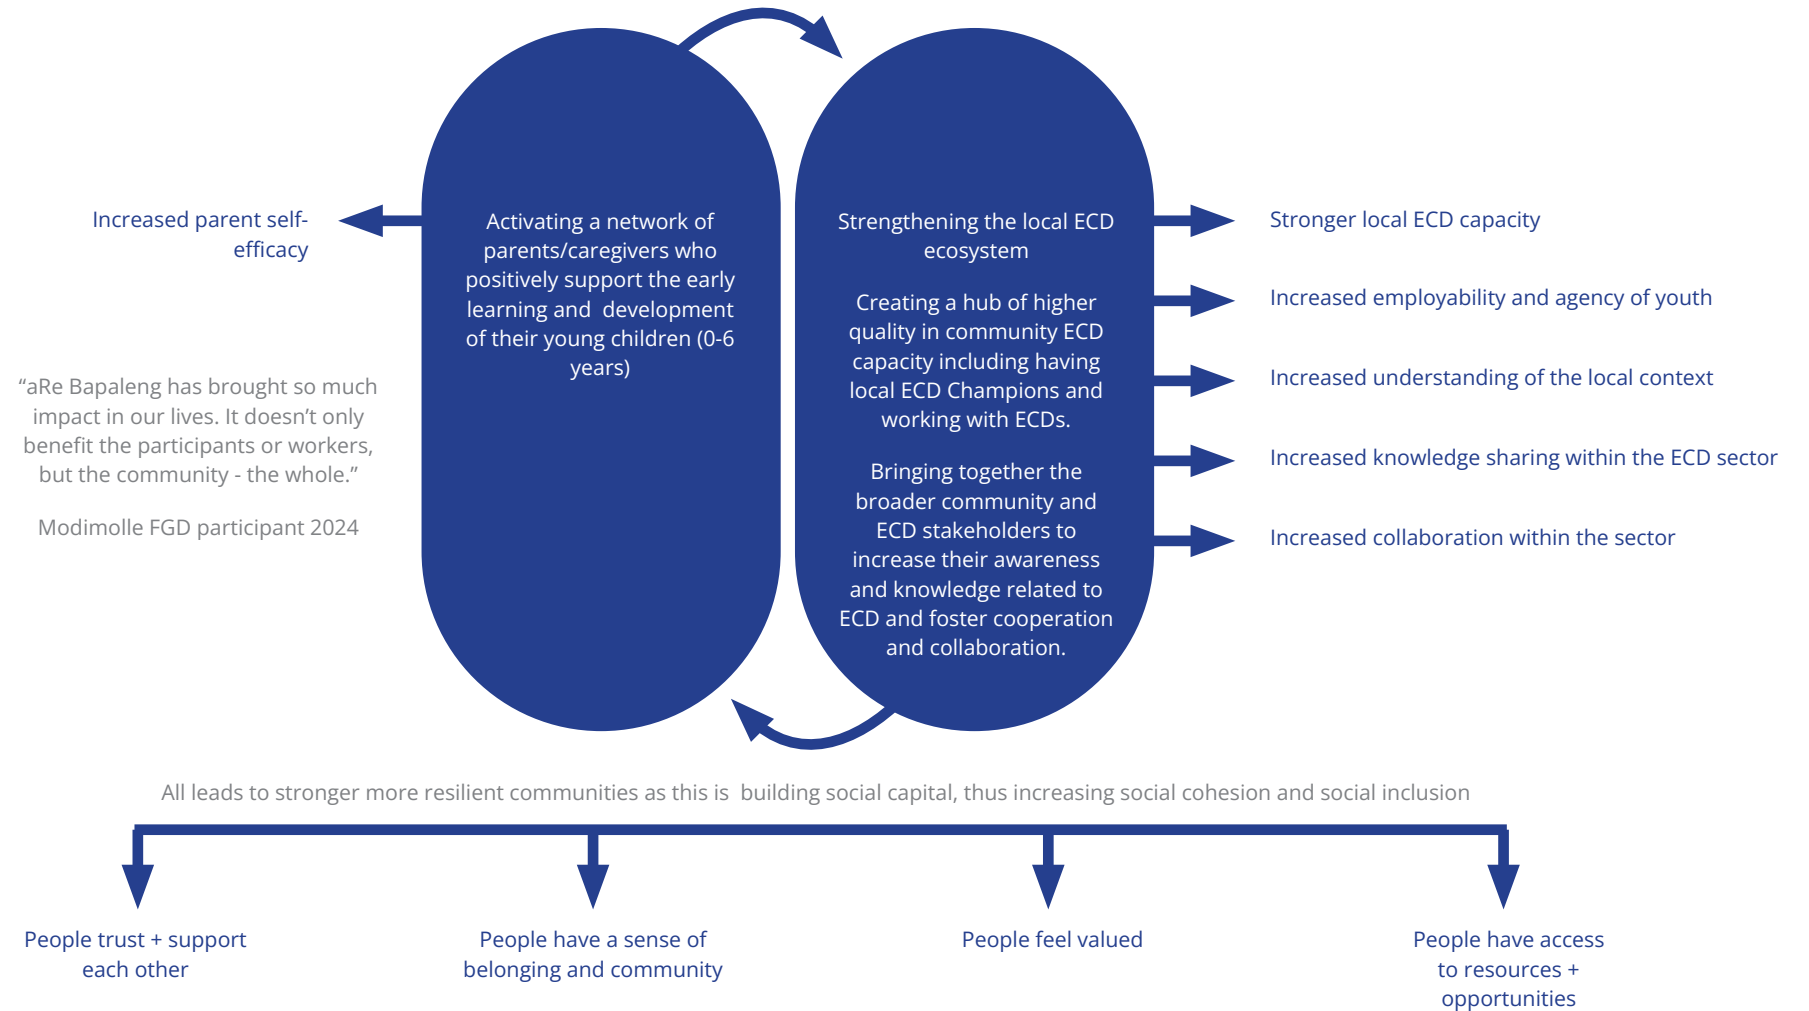 Increased parent self-
efficacy
“aRe Bapaleng has brought so much
impact in our lives. It doesn’t only
benefit the participants or workers,
but the community - the whole.”
Modimolle FGD participant 2024
Activating a network of
parents/caregivers who
positively support the early
learning and  development
of their young children (0-6
years)
Strengthening the local ECD
ecosystem
Creating a hub of higher
quality in community ECD
capacity including having
local ECD Champions and
working with ECDs.
Bringing together the
broader community and
ECD stakeholders to
increase their awareness
and knowledge related to
ECD and foster cooperation
and collaboration.
Stronger local ECD capacity
Increased employability and agency of youth
Increased understanding of the local context
Increased knowledge sharing within the ECD sector
Increased collaboration within the sector
All leads to stronger more resilient communities as this is  building social capital, thus increasing social cohesion and social inclusion
People trust + support
each other
People have a sense of
belonging and community
People feel valued
People have access
to resources +
opportunities